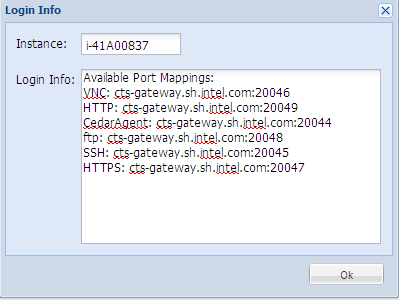 Login Info
Instance: i-41A00837
Login Info: Available Port Mappings:
VNC: cts-gateway.sh.intel.com:20046
HTTP: cts-gateway.sh.intel.com:20049
CedarAgent: cts-gateway.sh.intel.com:20044
ftp: cts-gateway.sh.intel.com:20048
SSH: cts-gateway.sh.intel.com:20045
HTTPS: cts-gateway.sh.intel.com:20047
Ok